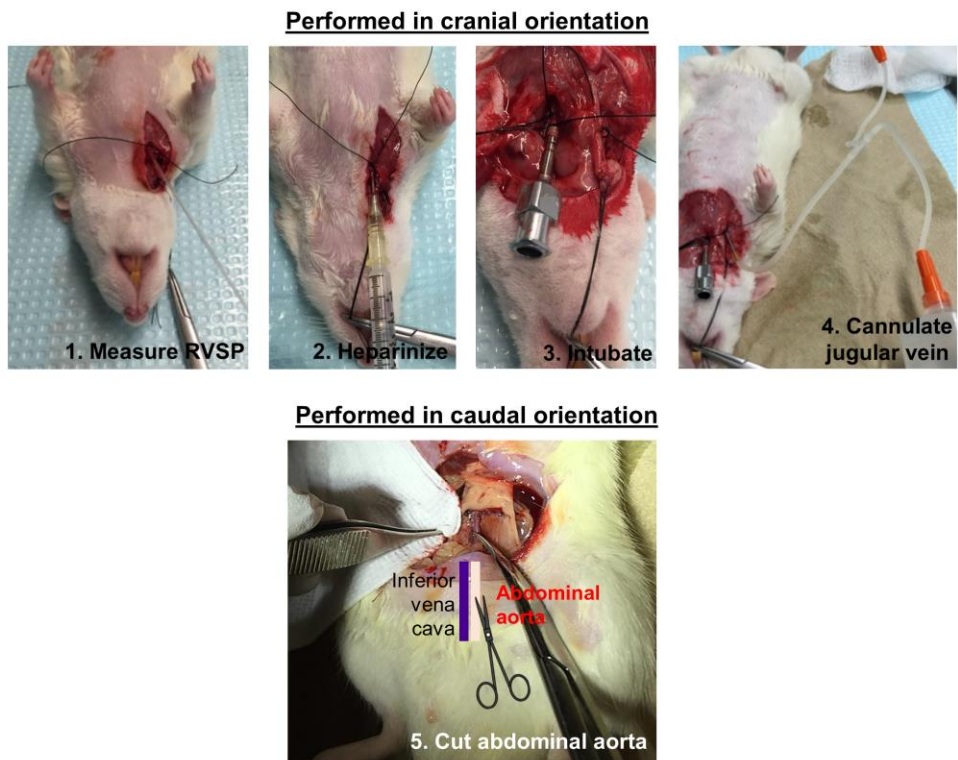 Performed in cranial orientation
1. Measure RVSP
2. Heparinize
3. Intubate
4. Cannulate
jugular vein
Performed in caudal orientation
Inferior
vena
cava
Abdominal
aorta
5. Cut abdominal aorta